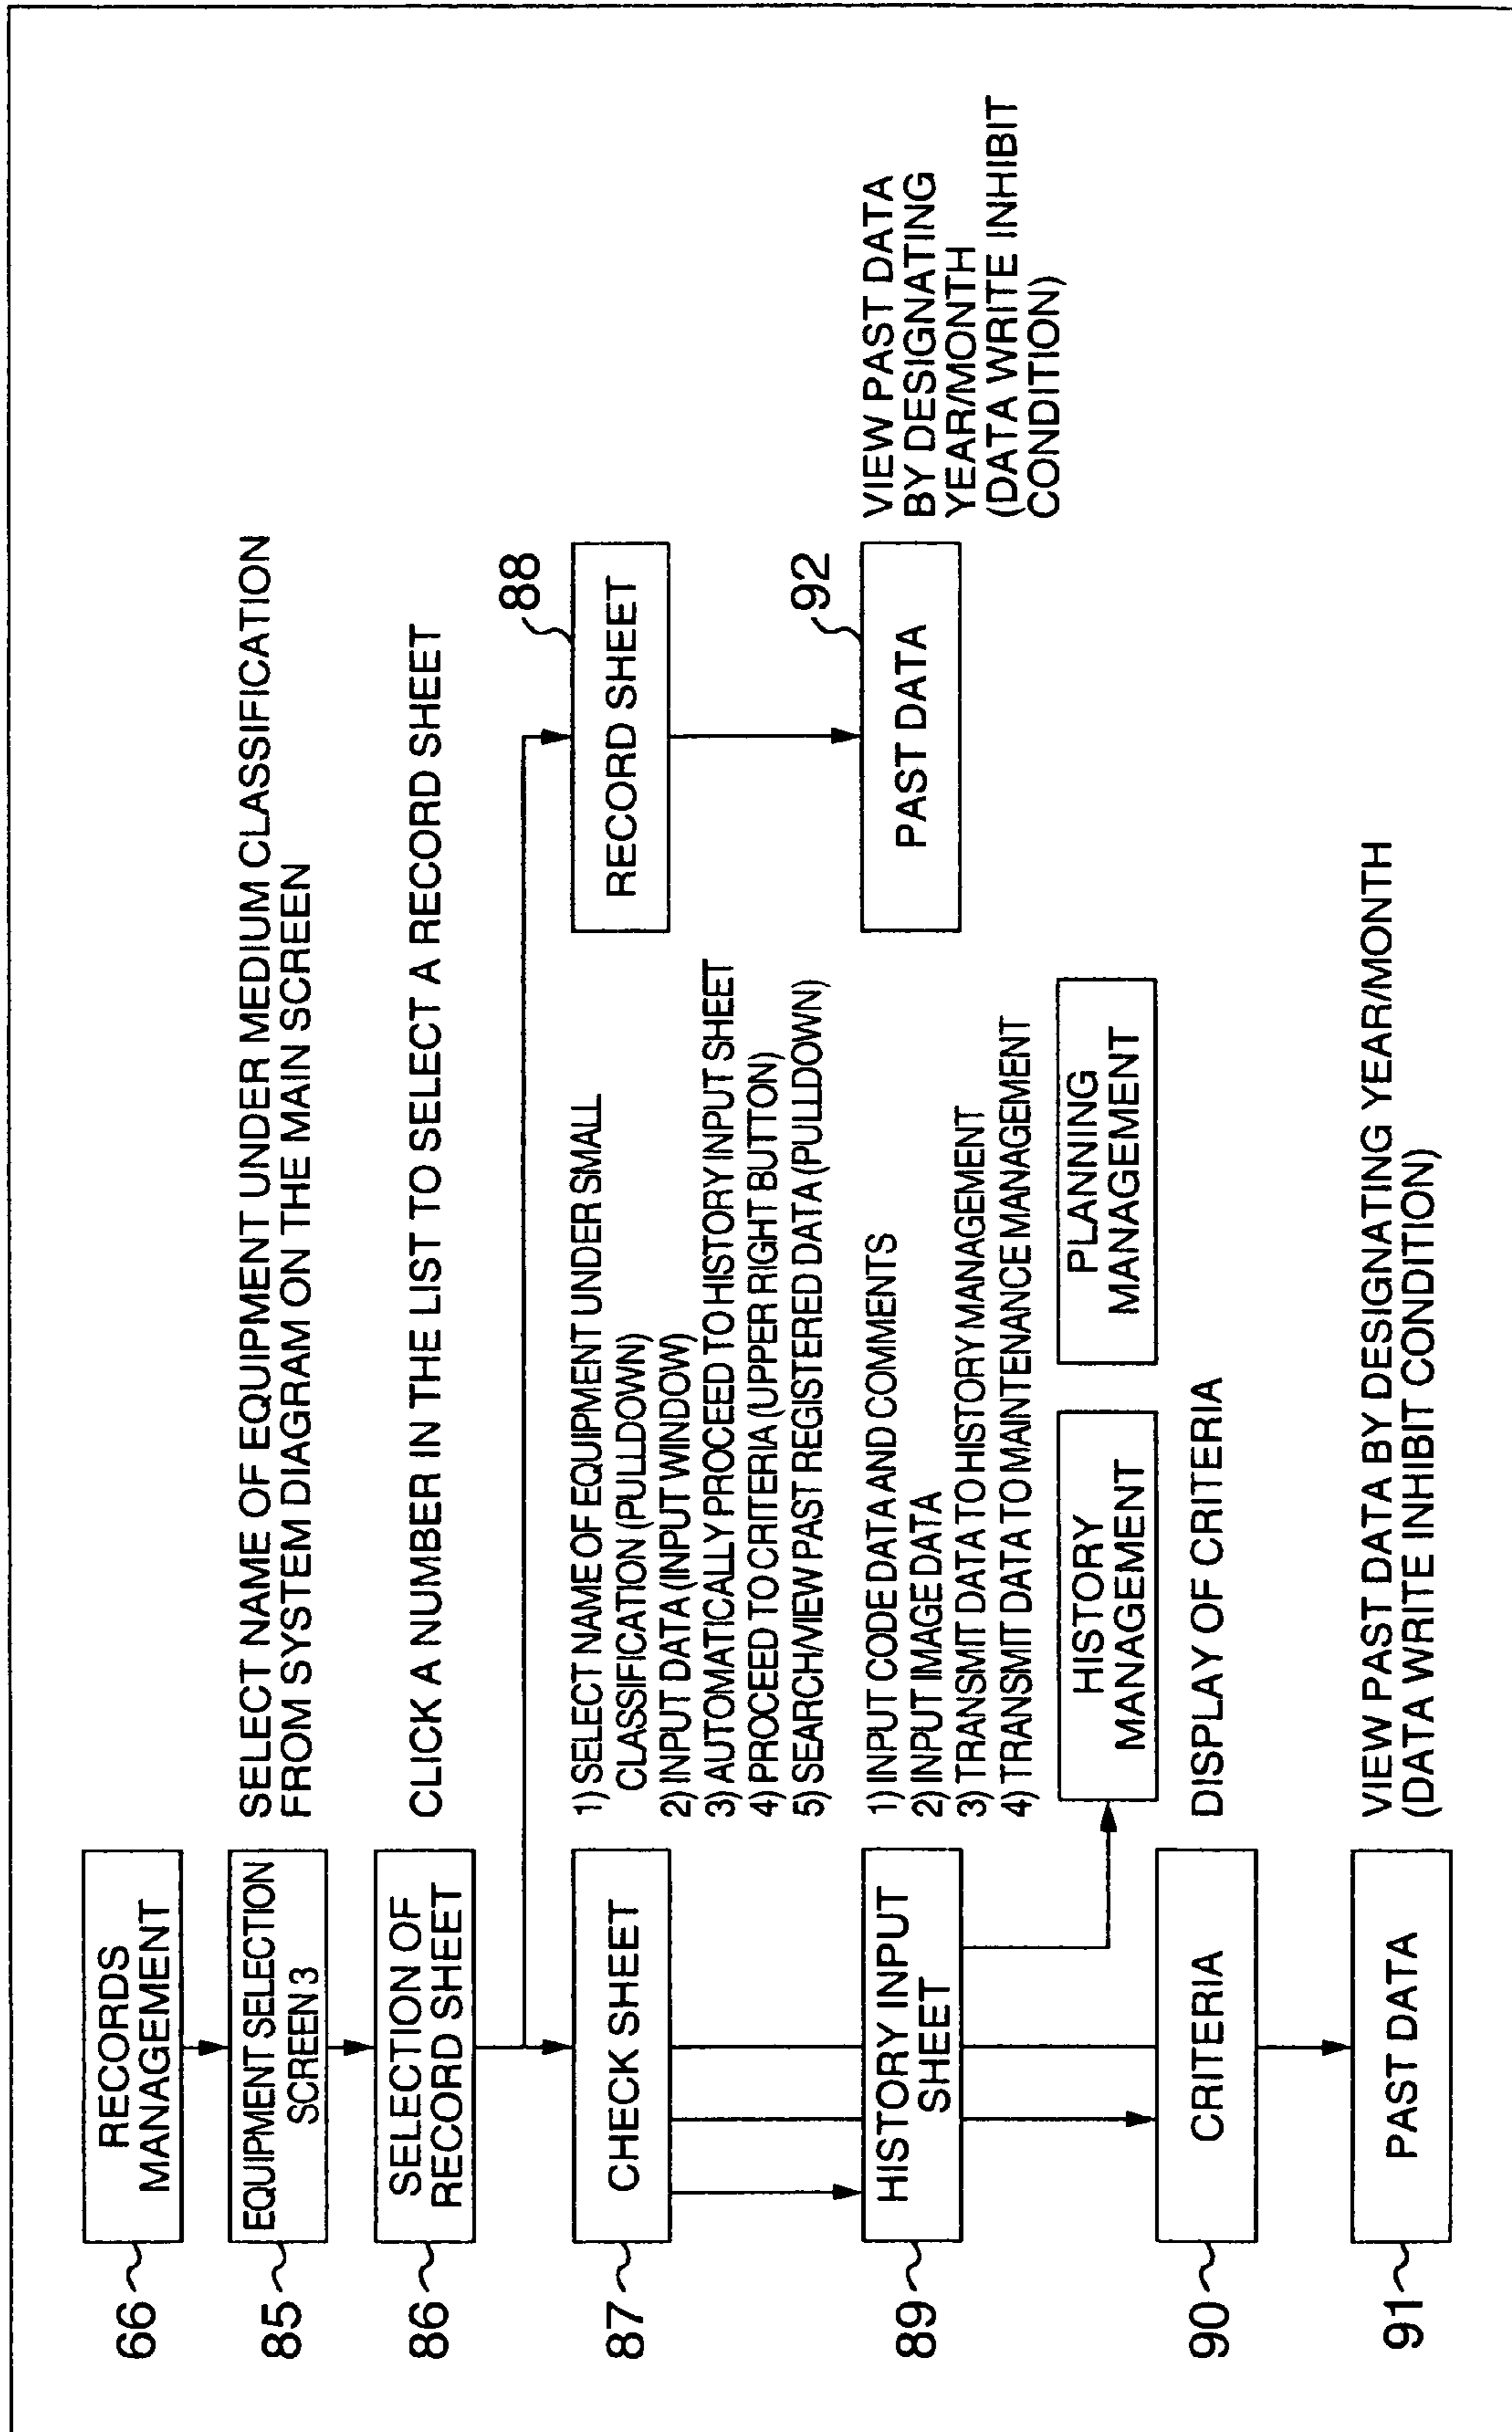 66
RECORDS
MANAGEMENT
85
EQUIPMENT SELECTION
SCREEN 3
SELECT NAME OF EQUIPMENT UNDER MEDIUM CLASSIFICATION
FROM SYSTEM DIAGRAM ON THE MAIN SCREEN
86
SELECTION OF
RECORD SHEET
CLICK A NUMBER IN THE LIST TO SELECT A RECORD SHEET
87
CHECK SHEET
1) SELECT NAME OF EQUIPMENT UNDER SMALL
CLASSIFICATION (PULLDOWN)
2) INPUT DATA (INPUT WINDOW)
3) AUTOMATICALLY PROCEED TO HISTORY INPUT SHEET
4) PROCEED TO CRITERIA (UPPER RIGHT BUTTON)
5) SEARCH/VIEW PAST REGISTERED DATA (PULLDOWN)
88
RECORD SHEET
89
HISTORY INPUT
SHEET
1) INPUT CODE DATA AND COMMENTS
2) INPUT IMAGE DATA
3) TRANSMIT DATA TO HISTORY MANAGEMENT
4) TRANSMIT DATA TO MAINTENANCE MANAGEMENT
HISTORY
MANAGEMENT
PLANNING
MANAGEMENT
92
PAST DATA
VIEW PAST DATA
BY DESIGNATING
YEAR/MONTH
(DATA WRITE INHIBIT
CONDITION)
90
CRITERIA
DISPLAY OF CRITERIA
91
PAST DATA
VIEW PAST DATA BY DESIGNATING YEAR/MONTH
(DATA WRITE INHIBIT CONDITION)